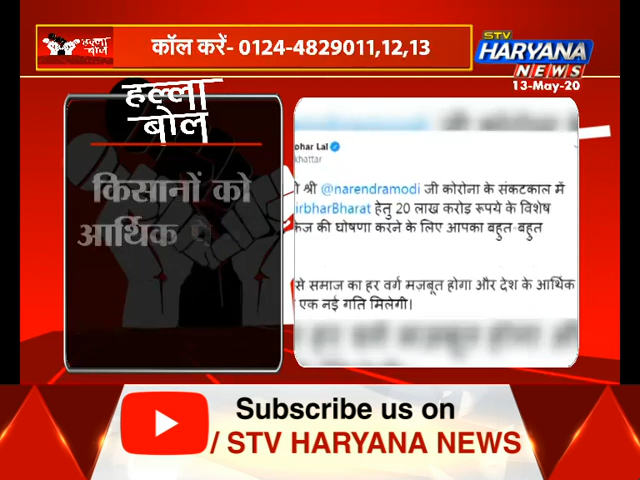 हल्ला बोल
कॉल करें- 0124-4829011,12,13
STV
HARYANA
NEWS
13-May-20
हल्ला
बोल
किसानों को
आर्थिक
ohar Lal
khattar
श्री @narendramodi जी कोरोना के संकटकाल में
irbharBharat हेतु 20 लाख करोड़ रूपये के विशेष
केज की घोषणा करने के लिए आपका बहुत-बहुत
से समाज का हर वर्ग मज़बूत होगा और देश के आर्थिक
एक नई गति मिलेगी।
Subscribe us on
/ STV HARYANA NEWS